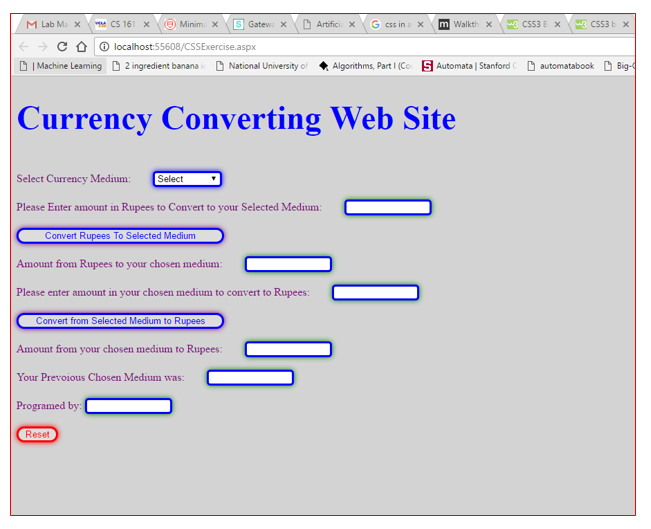 Lab Ma CS 161 Minim Gatew Artificia css in a Walkth CSS3 B CSS3 b
localhost:55608/CSSExercise.aspx
| Machine Learning 2 ingredient banana National University of Algorithms, Part I (Co Automata | Stanford automatabook Big-
Currency Converting Web Site
Select Currency Medium: Select
Please Enter amount in Rupees to Convert to your Selected Medium:
Convert Rupees To Selected Medium
Amount from Rupees to your chosen medium:
Please enter amount in your chosen medium to convert to Rupees:
Convert from Selected Medium to Rupees
Amount from your chosen medium to Rupees:
Your Prevoious Chosen Medium was:
Programed by:
Reset